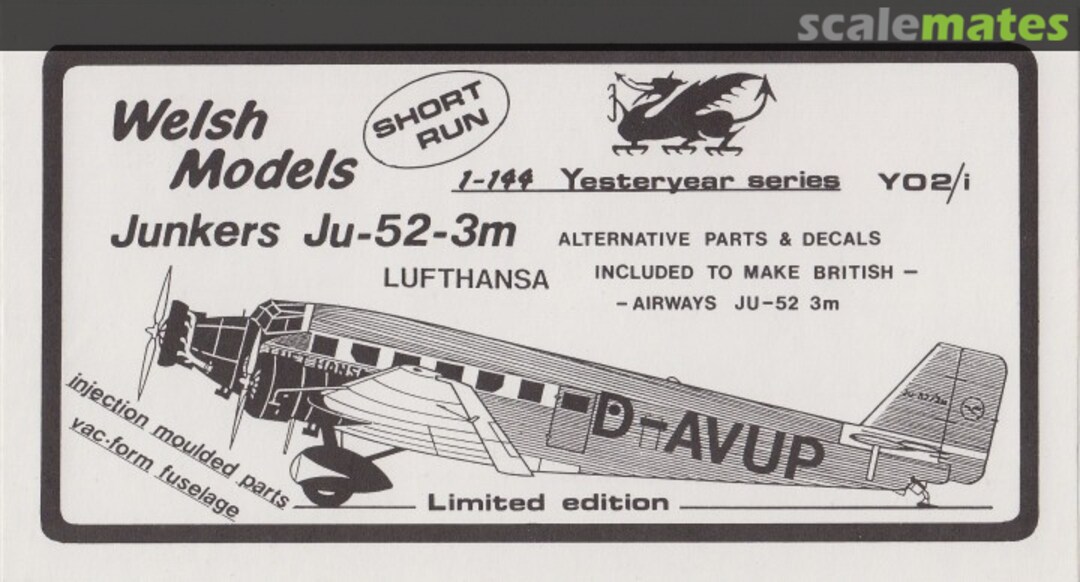 scalemates
Welsh
Models
SHORT
RUN
1-144 Yesteryear series YO2/i
Junkers Ju-52-3m
ALTERNATIVE PARTS & DECALS
LUFTHANSA
INCLUDED TO MAKE BRITISH -
- AIRWAYS JU-52 3m
D-AVUP
injection moulded parts
vac-form fuselage
Limited edition